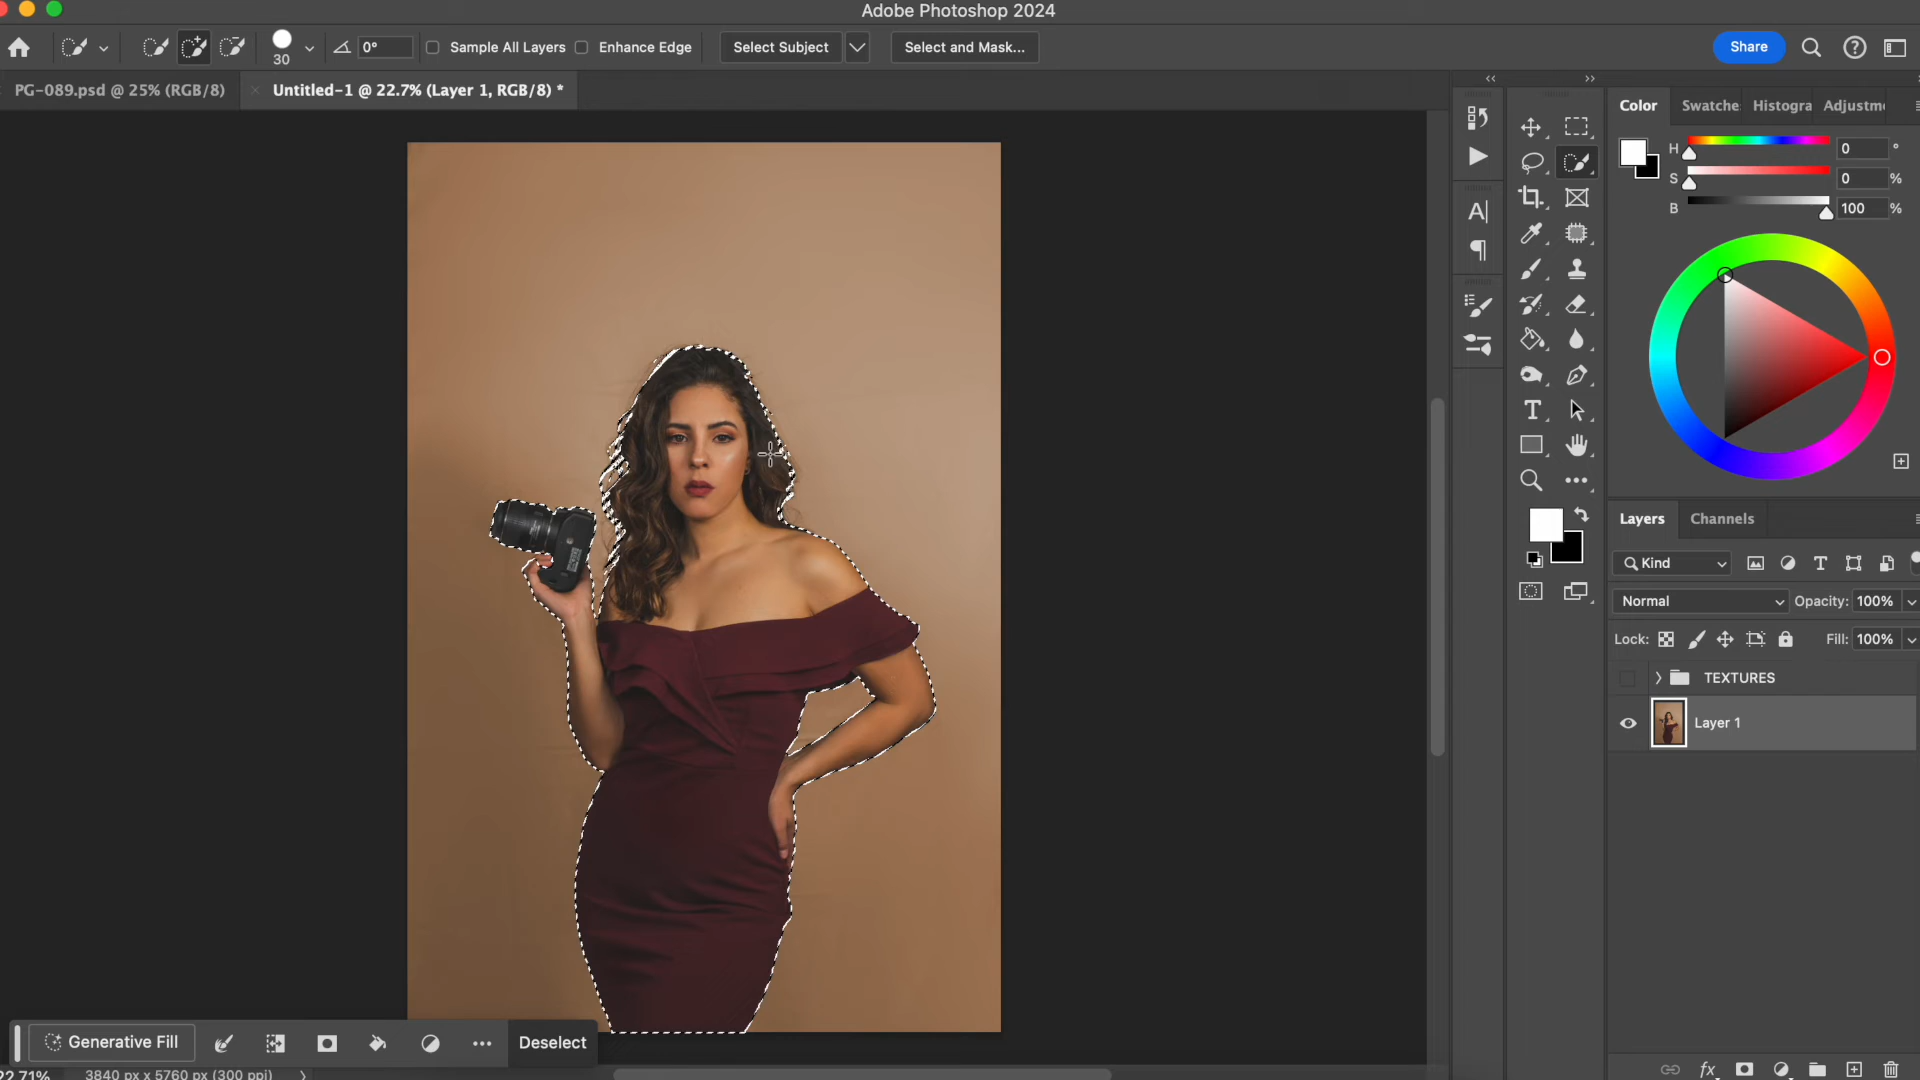 Adobe Photoshop 2024
30
0°
Sample All Layers
Enhance Edge
Select Subject
Select and Mask...
Share
PG-089.psd @ 25% (RGB/8)
Untitled-1 @ 22.7% (Layer 1, RGB/8) *
Color
Swatche
Histogra
Adjustm
H
0
°
S
0
%
B
100
%
Layers
Channels
Kind
Normal
Opacity:
100%
Lock:
Fill:
100%
TEXTURES
Layer 1
Generative Fill
Deselect
22.71%
3840 px x 5760 px (300 ppi)
fx